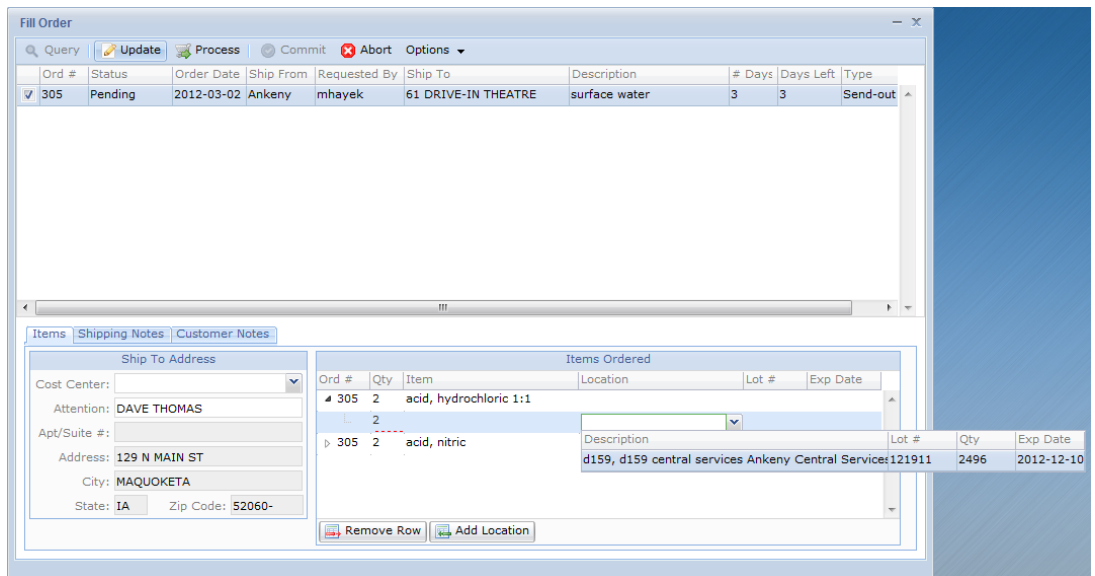 Fill Order
Query Update Process Commit Abort Options
Ord # Status Order Date Ship From Requested By Ship To Description # Days Days Left Type
305 Pending 2012-03-02 Ankeny mhayek 61 DRIVE-IN THEATRE surface water 3 3 Send-out
Items Shipping Notes Customer Notes
Ship To Address
Cost Center:
Attention: DAVE THOMAS
Apt/Suite #:
Address: 129 N MAIN ST
City: MAQUOKETA
State: IA Zip Code: 52060-
Items Ordered
Ord # Qty Item Location Lot # Exp Date
305 2 acid, hydrochloric 1:1
2
305 2 acid, nitric
Description Lot # Qty Exp Date
d159, d159 central services Ankeny Central Services 121911 2496 2012-12-10
Remove Row Add Location